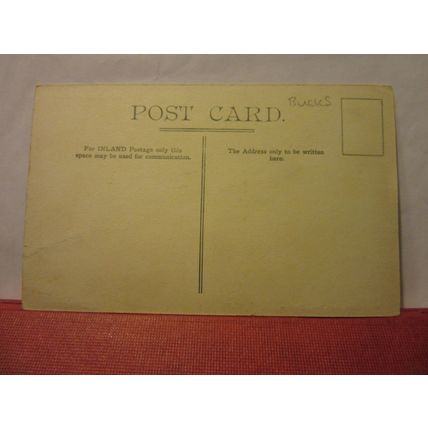 BUCKS
POST CARD.
For INLAND Postage only this
space may be used for communication.
The Address only to be written
here.